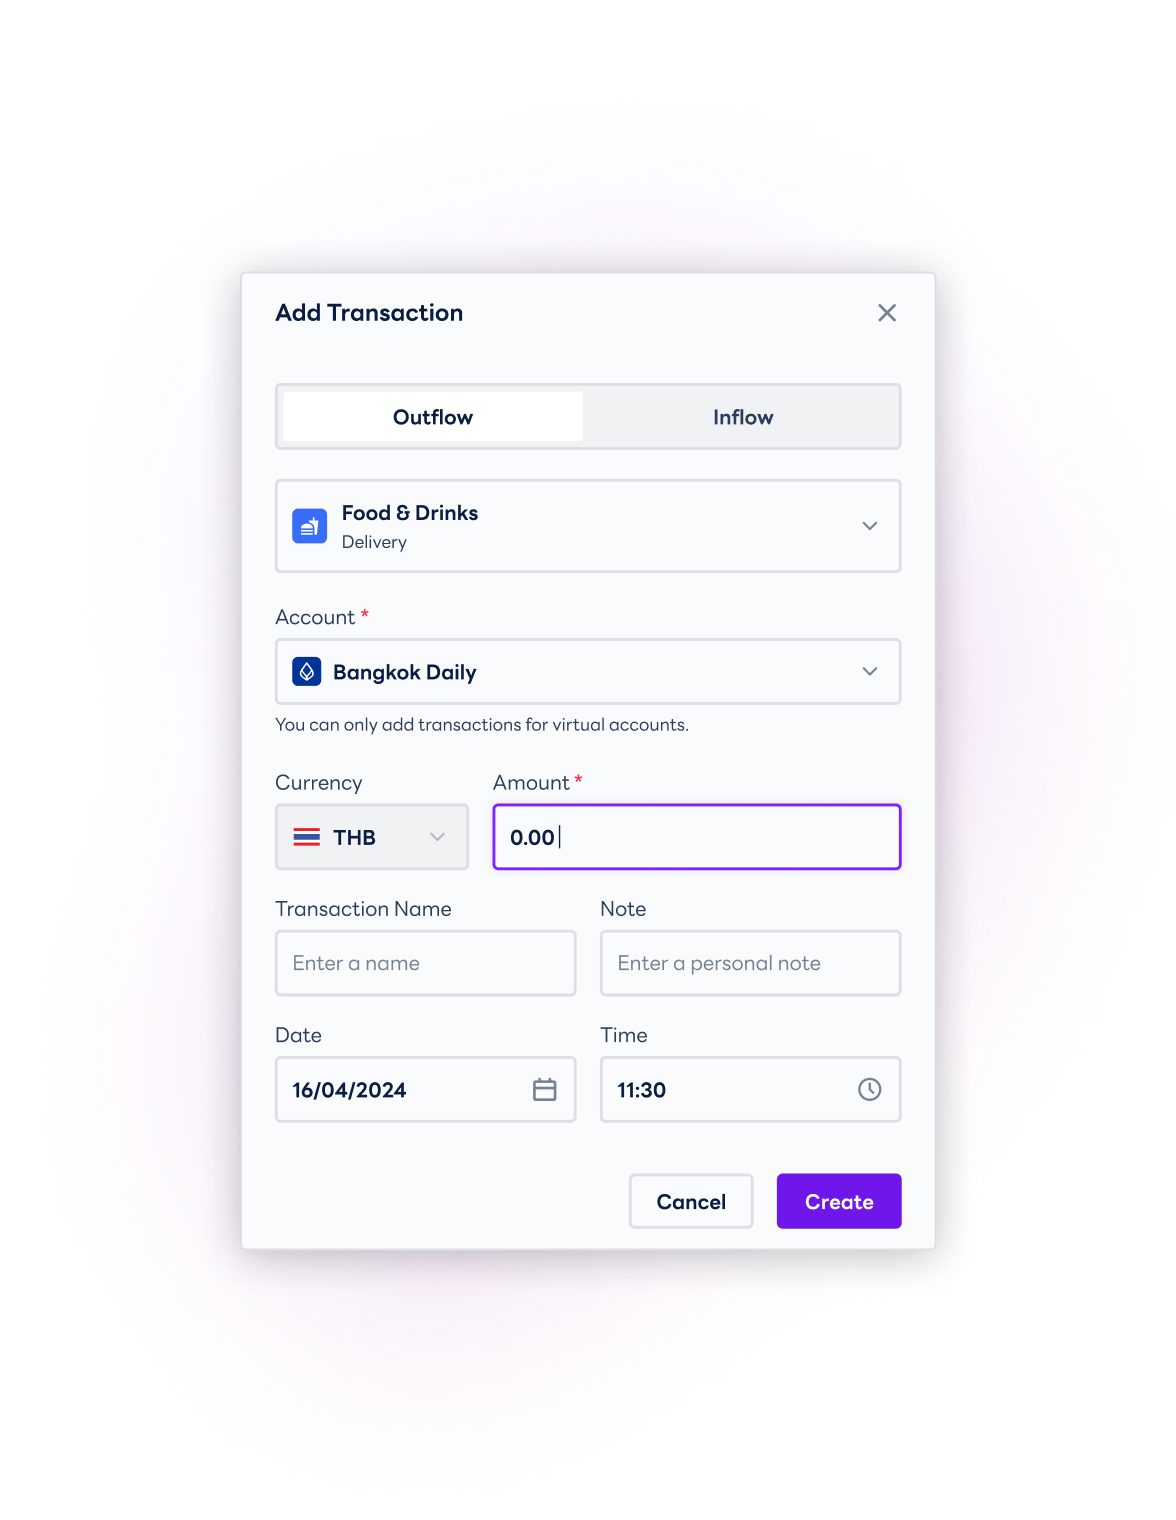 Add Transaction
Outflow
Inflow
Food & Drinks
Delivery
Account *
Bangkok Daily
You can only add transactions for virtual accounts.
Currency
Amount *
THB
0.00
Transaction Name
Note
Enter a name
Enter a personal note
Date
Time
16/04/2024
11:30
Cancel
Create